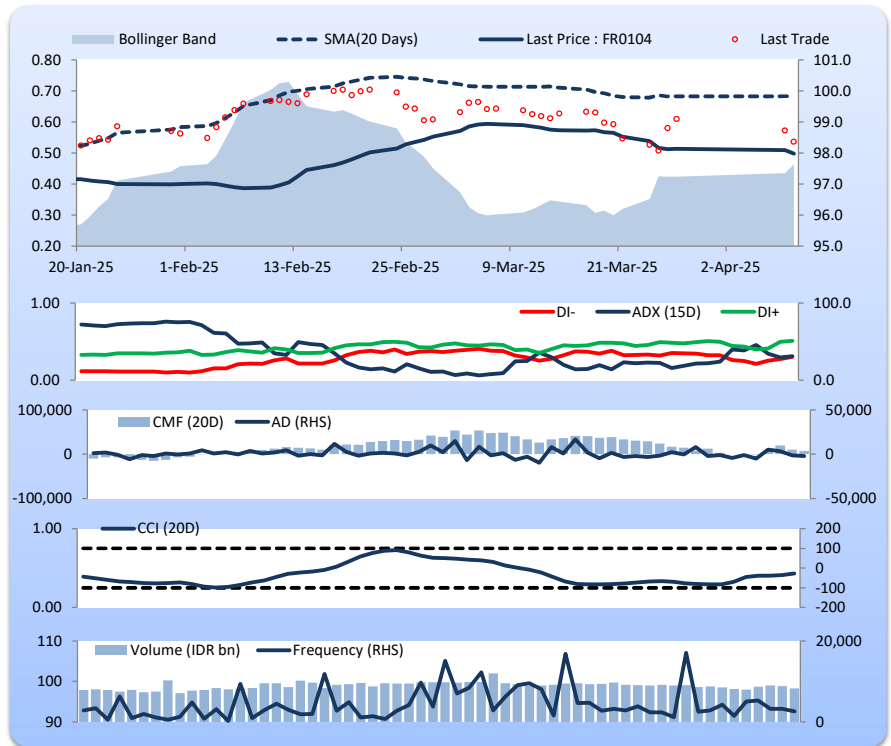 Bollinger Band SMA(20 Days) Last Price : FR0104 Last Trade
0.80 101.0
0.70 100.0
0.60 99.0
0.50 98.0
0.40 97.0
0.30 96.0
0.20 95.0
20-Jan-25 1-Feb-25 13-Feb-25 25-Feb-25 9-Mar-25 21-Mar-25 2-Apr-25
1.00 DI- ADX (15D) DI+ 100.0
0.00 0.0
100,000 CMF (20D) AD (RHS) 50,000
0 0
-100,000 -50,000
1.00 CCI (20D) 200
100
0
-100
0.00 -200
110 Volume (IDR bn) Frequency (RHS) 20,000
100
90 0